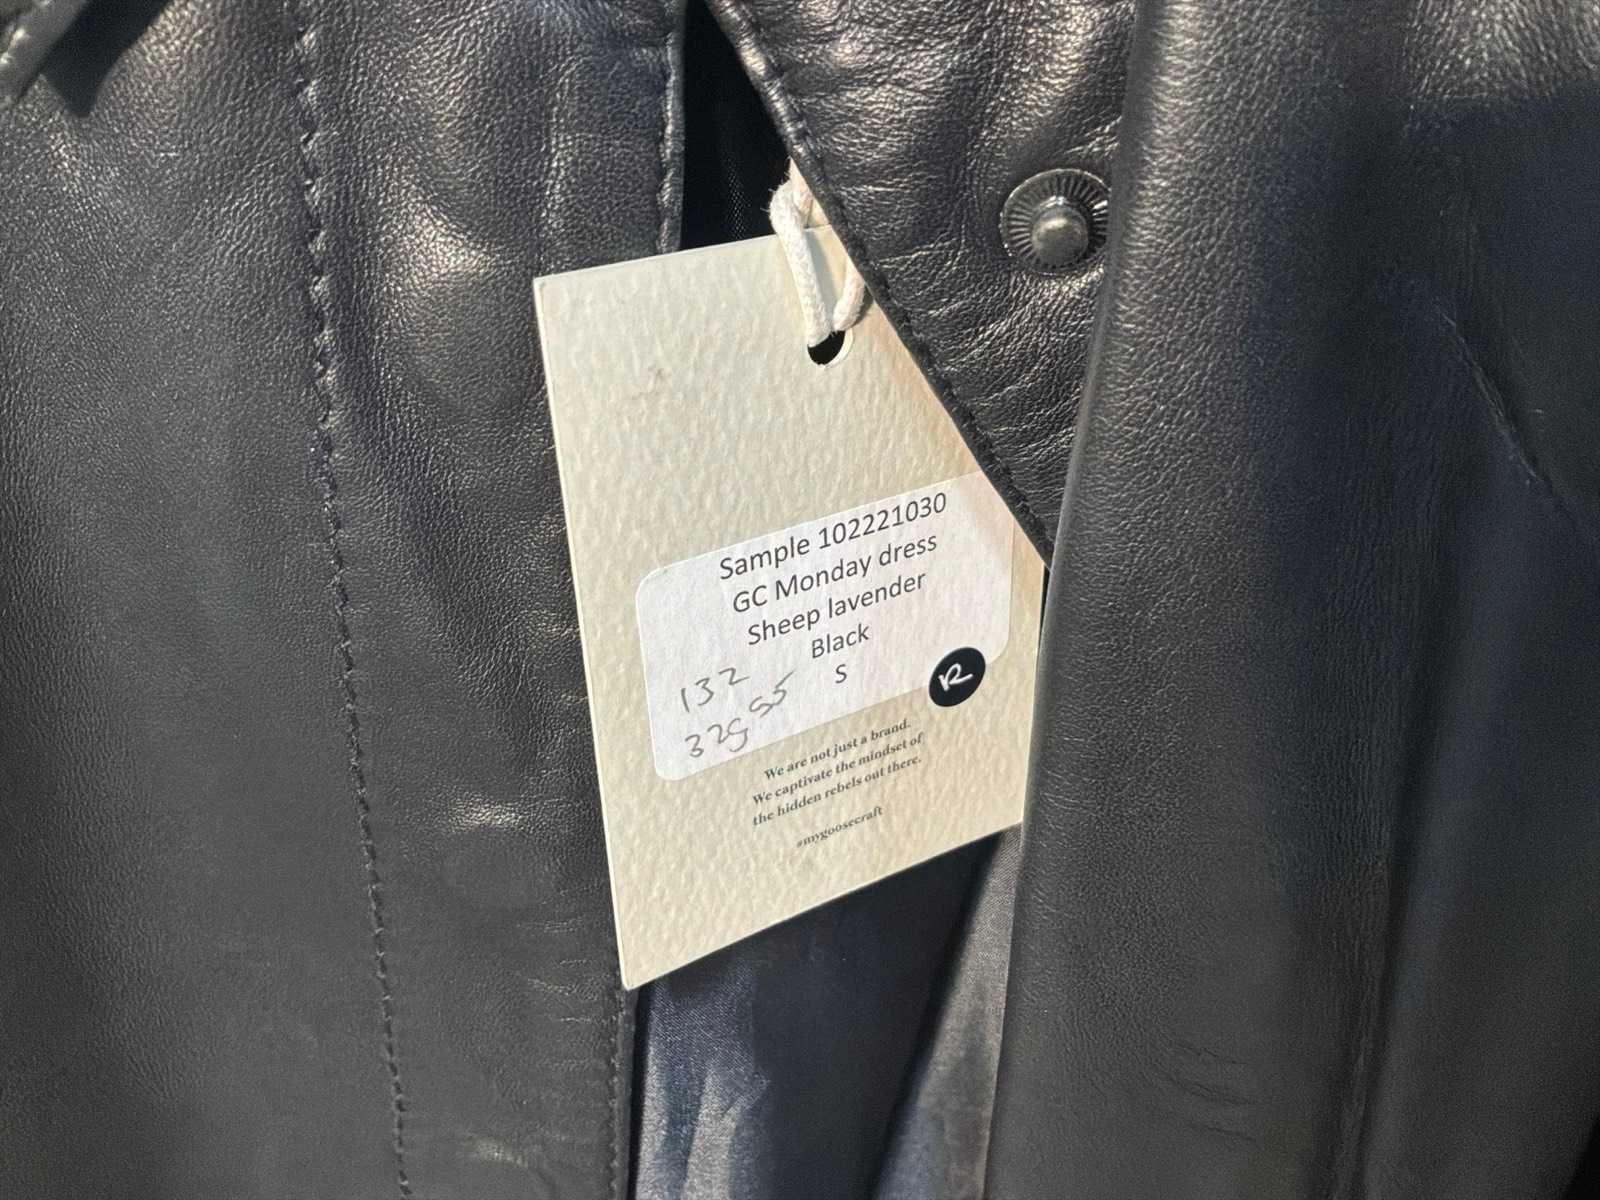 Sample 102221030
GC Monday dress
Sheep lavender
Black
S
132
R
We are not just a brand.
We captivate the mindset of
the hidden rebels out there.
#mygoosecraft